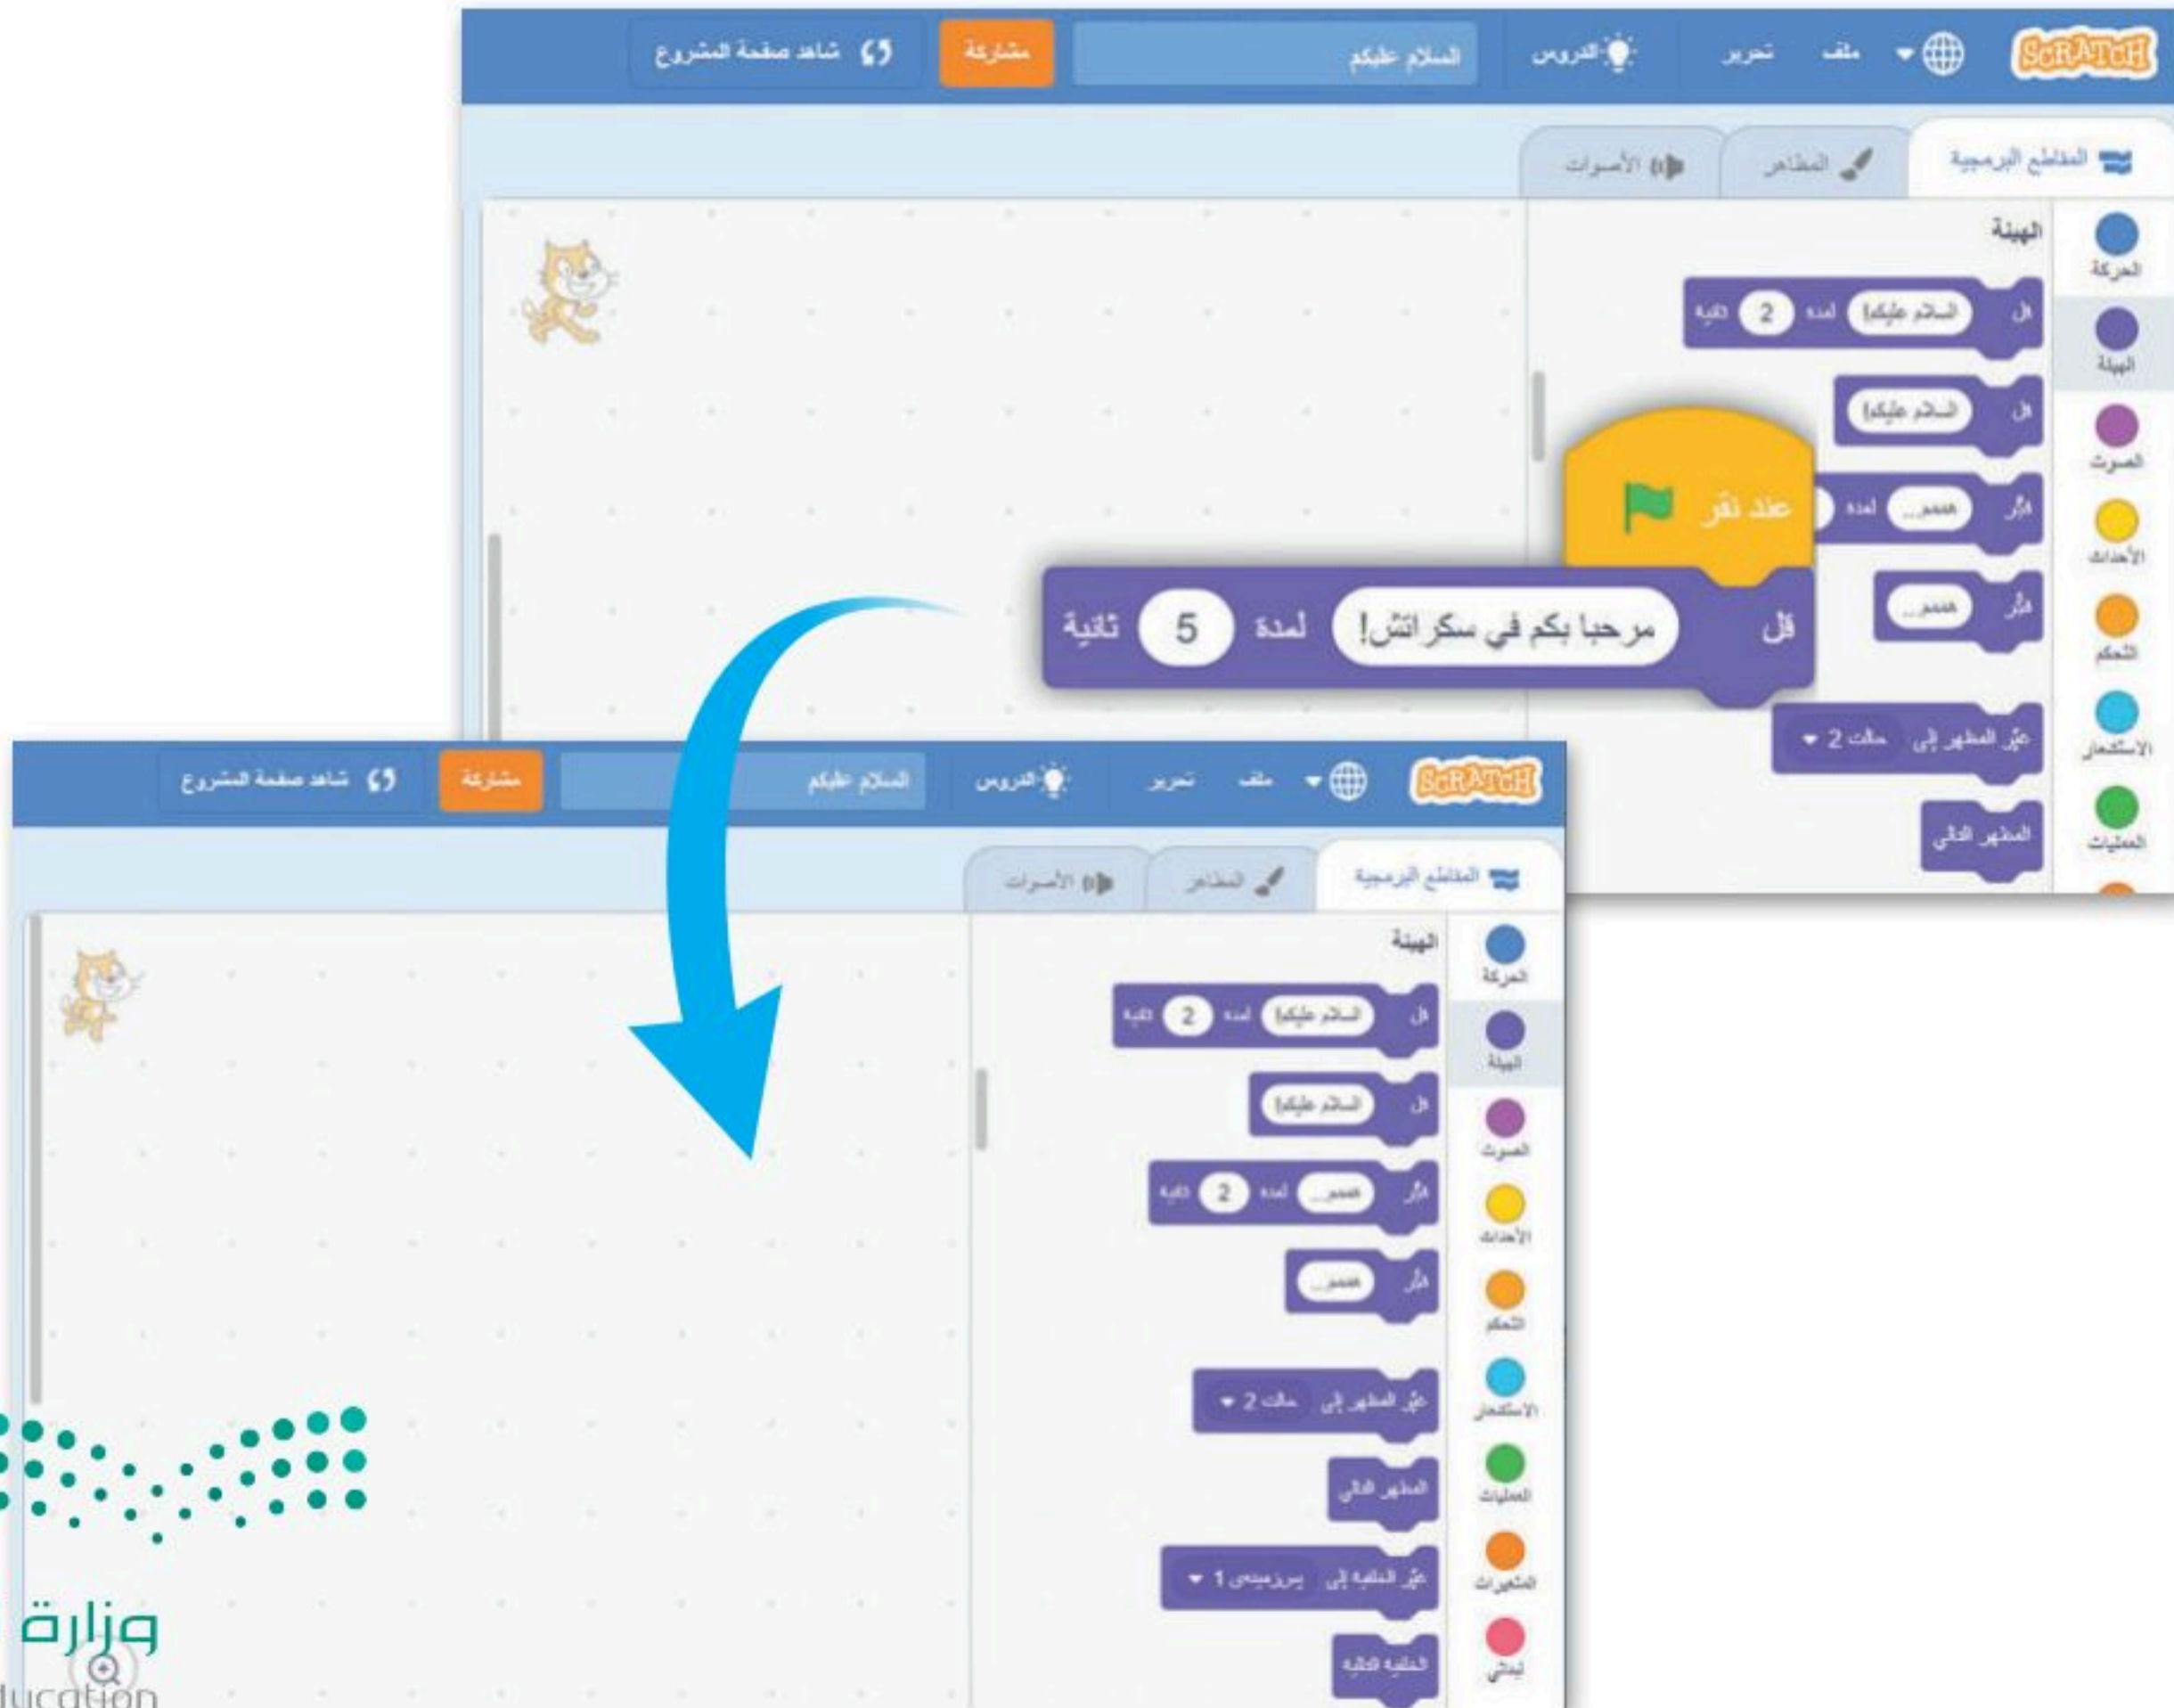 SCRATCH ملف تحرير الدروس السلام عليكم مشاركة شاهد صفحة المشروع
المقاطع البرمجية المظاهر الأصوات
الهيئة
الحركة
قل السلام عليكم! لمدة 2 ثانية
الهيئة
قل السلام عليكم!
الصوت
فكّر هممم... لمدة
عند نقر
الأحداث
فكّر هممم...
قل مرحبا بكم في سكراتش! لمدة 5 ثانية
التحكم
غيّر المظهر إلى حالت 2
الاستشعار
المظهر التالي
العمليات
SCRATCH ملف تحرير الدروس السلام عليكم مشاركة شاهد صفحة المشروع
المقاطع البرمجية المظاهر الأصوات
الهيئة
الحركة
قل السلام عليكم! لمدة 2 ثانية
الهيئة
قل السلام عليكم!
الصوت
فكّر هممم... لمدة 2 ثانية
الأحداث
فكّر هممم...
التحكم
غيّر المظهر إلى حالت 2
الاستشعار
المظهر التالي
العمليات
غيّر الخلفية إلى پس‌زمینه‌ی 1
المتغيرات
الخلفية التالية
لبناتي
وزارة
ducation